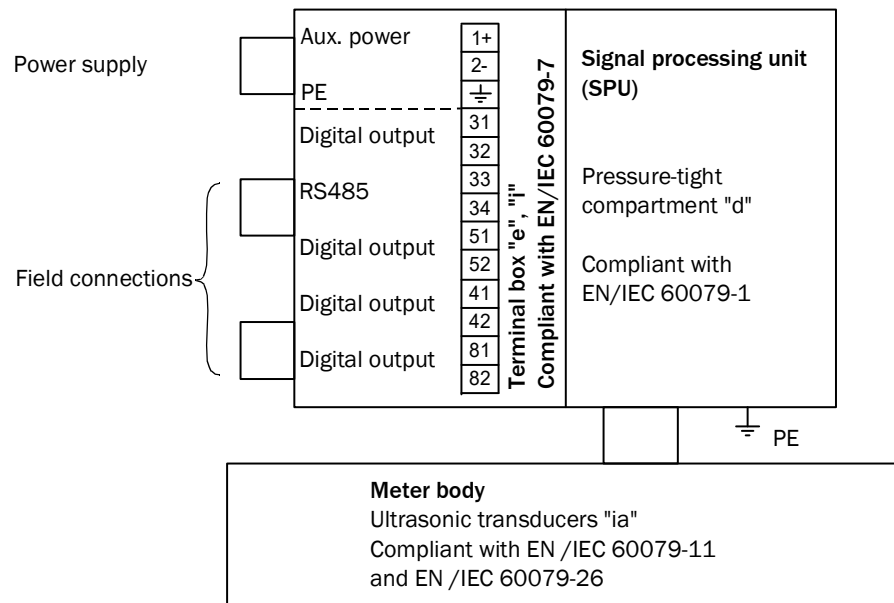 Power supply
Field connections
Aux. power
PE
Digital output
RS485
Digital output
Digital output
Digital output
1+
2-
31
32
33
34
51
52
41
42
81
82
Terminal box "e", "i"
Compliant with EN/IEC 60079-7
Signal processing unit
(SPU)
Pressure-tight
compartment "d"
Compliant with
EN/IEC 60079-1
PE
Meter body
Ultrasonic transducers "ia"
Compliant with EN /IEC 60079-11
and EN /IEC 60079-26